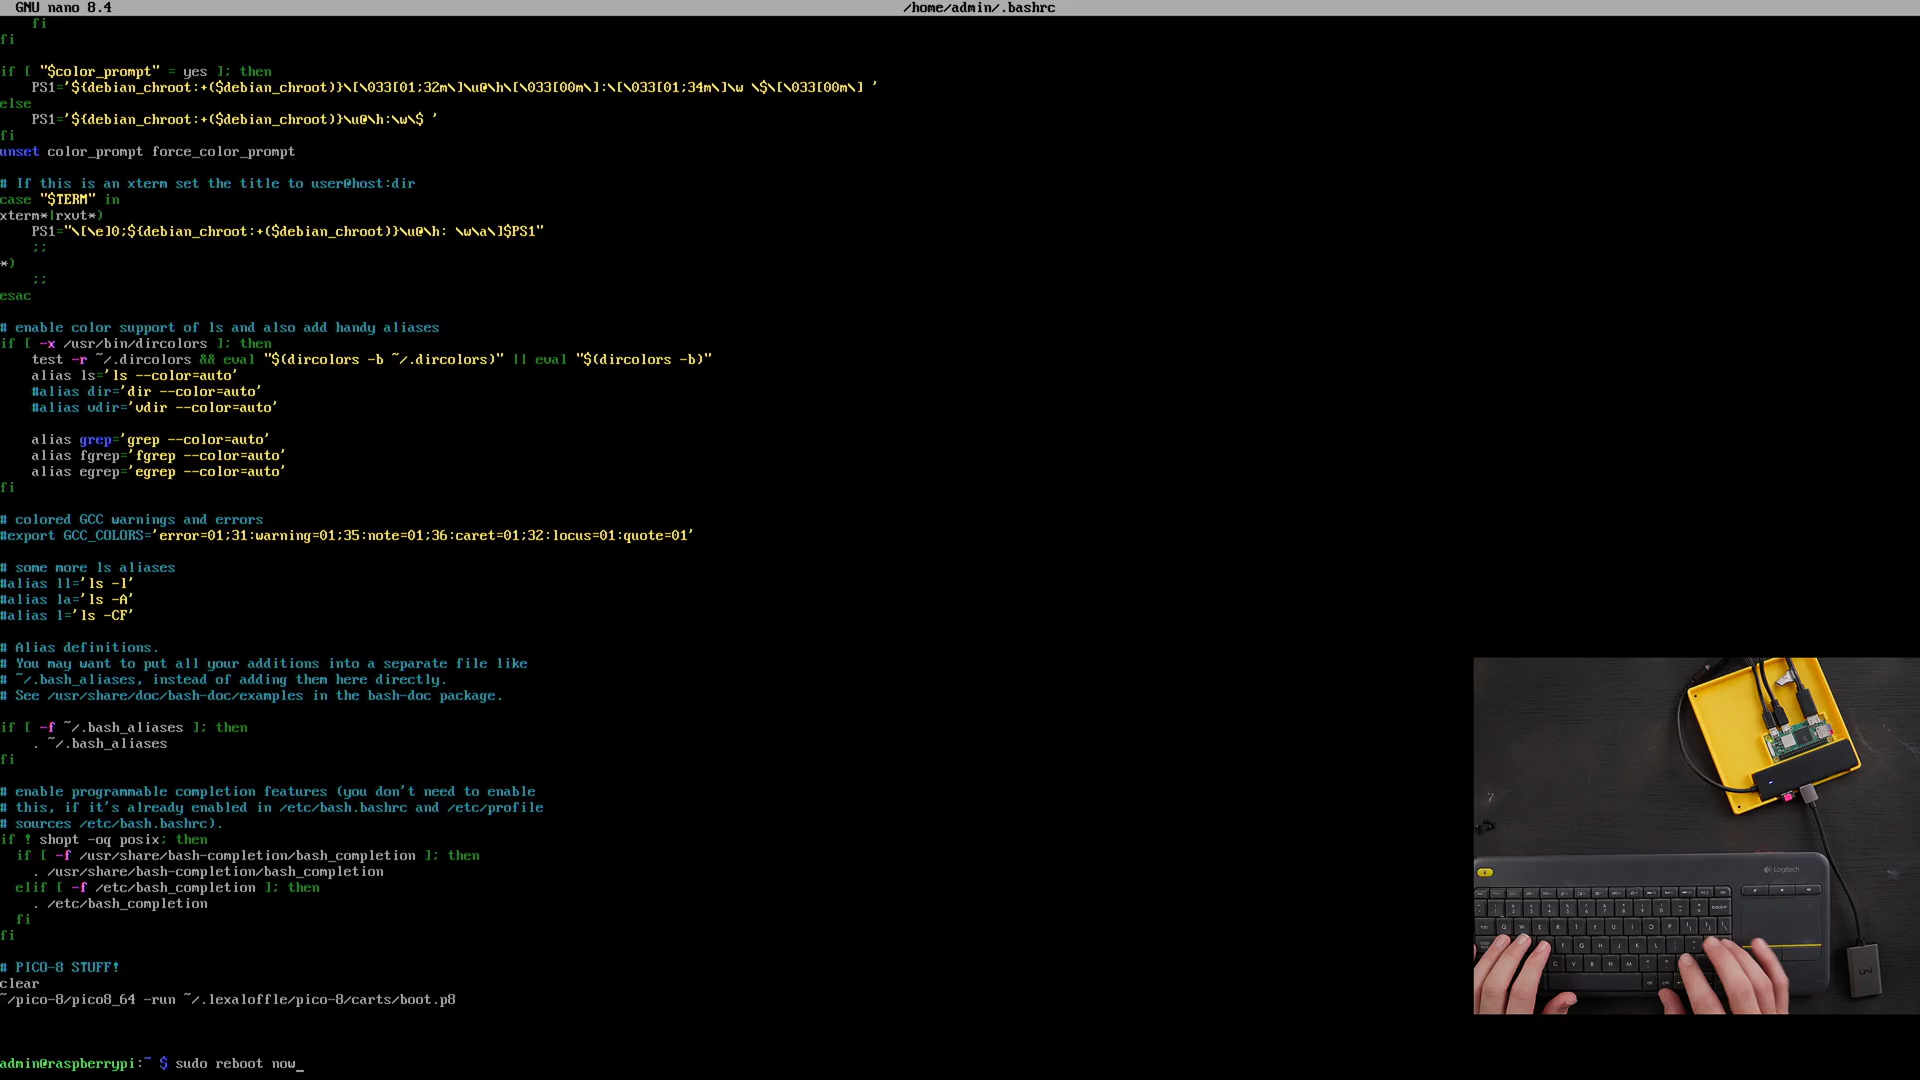 GNU nano 8.4 /home/admin/.bashrc
fi
fi
if [ "$color_prompt" = yes ]; then
PS1='${debian_chroot:+($debian_chroot)}\[\033[01;32m\]\u@\h\[\033[00m\]:\[\033[01;34m\]\w \$\[\033[00m\] '
else
PS1='${debian_chroot:+($debian_chroot)}\u@\h:\w\$ '
fi
unset color_prompt force_color_prompt
# If this is an xterm set the title to user@host:dir
case "$TERM" in
xterm*|rxvt*)
PS1="\[\e]0;${debian_chroot:+($debian_chroot)}\u@\h: \w\a\]$PS1"
;;
*)
;;
esac
# enable color support of ls and also add handy aliases
if [ -x /usr/bin/dircolors ]; then
test -r ~/.dircolors && eval "$(dircolors -b ~/.dircolors)" || eval "$(dircolors -b)"
alias ls='ls --color=auto'
#alias dir='dir --color=auto'
#alias vdir='vdir --color=auto'
alias grep='grep --color=auto'
alias fgrep='fgrep --color=auto'
alias egrep='egrep --color=auto'
fi
# colored GCC warnings and errors
#export GCC_COLORS='error=01;31:warning=01;35:note=01;36:caret=01;32:locus=01:quote=01'
# some more ls aliases
#alias ll='ls -l'
#alias la='ls -A'
#alias l='ls -CF'
# Alias definitions.
# You may want to put all your additions into a separate file like
# ~/.bash_aliases, instead of adding them here directly.
# See /usr/share/doc/bash-doc/examples in the bash-doc package.
if [ -f ~/.bash_aliases ]; then
. ~/.bash_aliases
fi
# enable programmable completion features (you don't need to enable
# this, if it's already enabled in /etc/bash.bashrc and /etc/profile
# sources /etc/bash.bashrc).
if ! shopt -oq posix; then
if [ -f /usr/share/bash-completion/bash_completion ]; then
. /usr/share/bash-completion/bash_completion
elif [ -f /etc/bash_completion ]; then
. /etc/bash_completion
fi
fi
# PICO-8 STUFF!
clear
~/pico-8/pico8_64 -run ~/.lexaloffle/pico-8/carts/boot.p8
admin@raspberrypi:~ $ sudo reboot now_
Logitech
uni